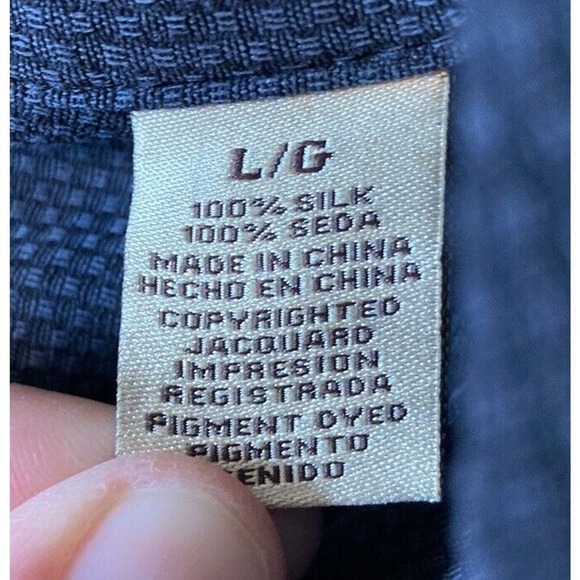 L/G
100% SILK
100% SEDA
MADE IN CHINA
HECHO EN CHINA
COPYRIGHTED
JACQUARD
IMPRESION
REGISTRADA
PIGMENT DYED
PIGMENTO